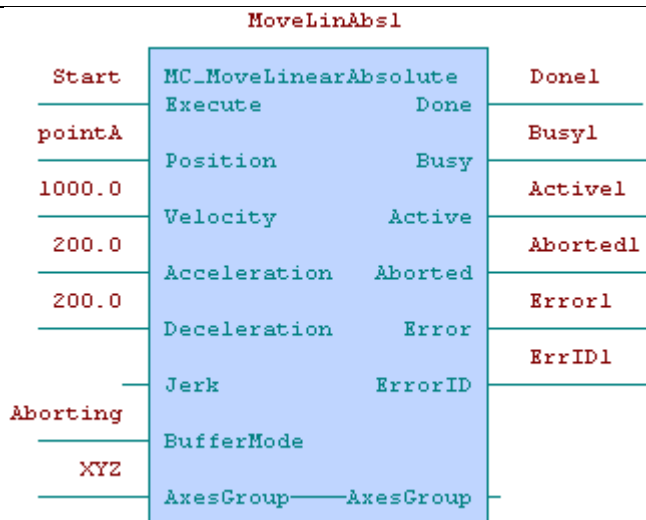 MoveLinAbs1
Start MC_MoveLinearAbsolute Done1
Execute Done
pointA Busy1
Position Busy
1000.0 Active1
Velocity Active
200.0 Aborted1
Acceleration Aborted
200.0 Error1
Deceleration Error
ErrID1
Jerk ErrorID
Aborting
BufferMode
XYZ
AxesGroup AxesGroup